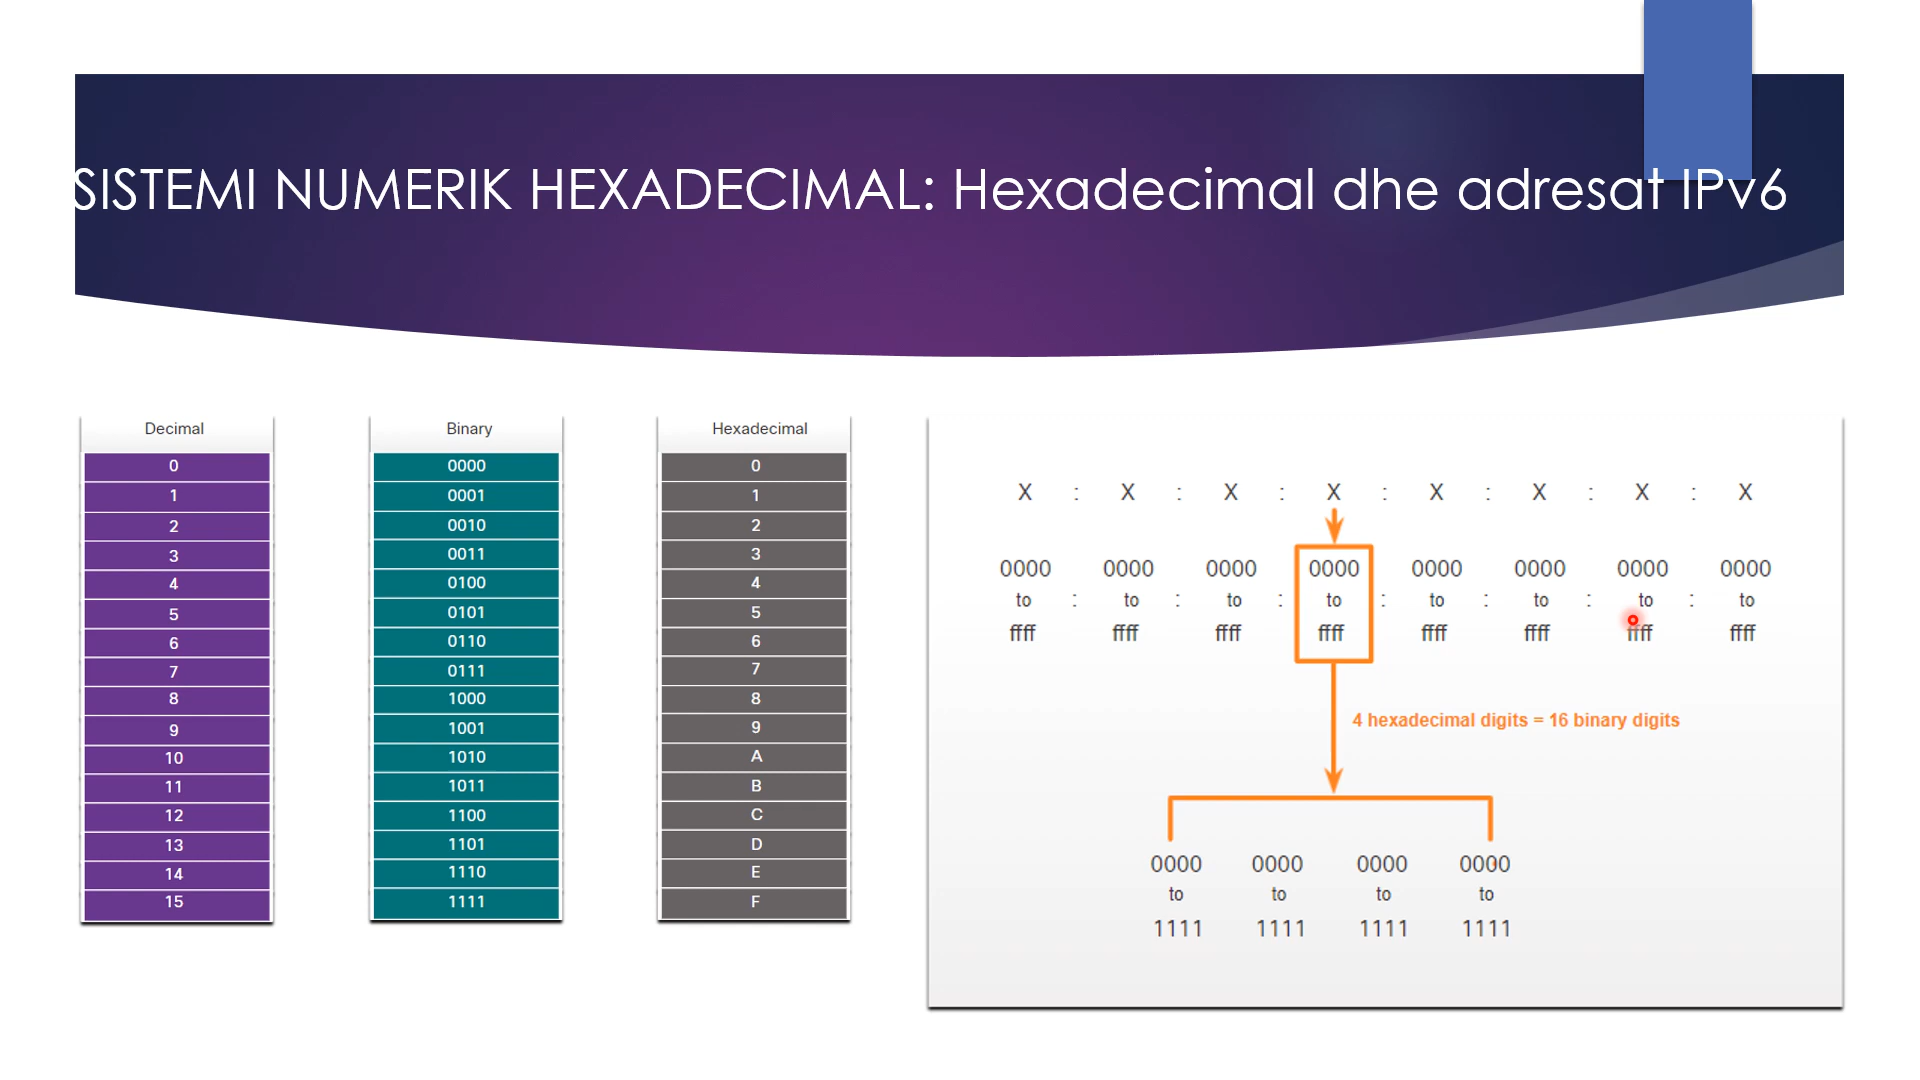 SISTEMI NUMERIK HEXADECIMAL: Hexadecimal dhe adresat IPv6
Decimal Binary Hexadecimal
0 0000 0
1 0001 1
2 0010 2
3 0011 3
4 0100 4
5 0101 5
6 0110 6
7 0111 7
8 1000 8
9 1001 9
10 1010 A
11 1011 B
12 1100 C
13 1101 D
14 1110 E
15 1111 F
X : X : X : X : X : X : X : X
0000 0000 0000 0000 0000 0000 0000 0000
to : to : to : to : to : to : to : to
ffff ffff ffff ffff ffff ffff ffff ffff
4 hexadecimal digits = 16 binary digits
0000 0000 0000 0000
to to to to
1111 1111 1111 1111